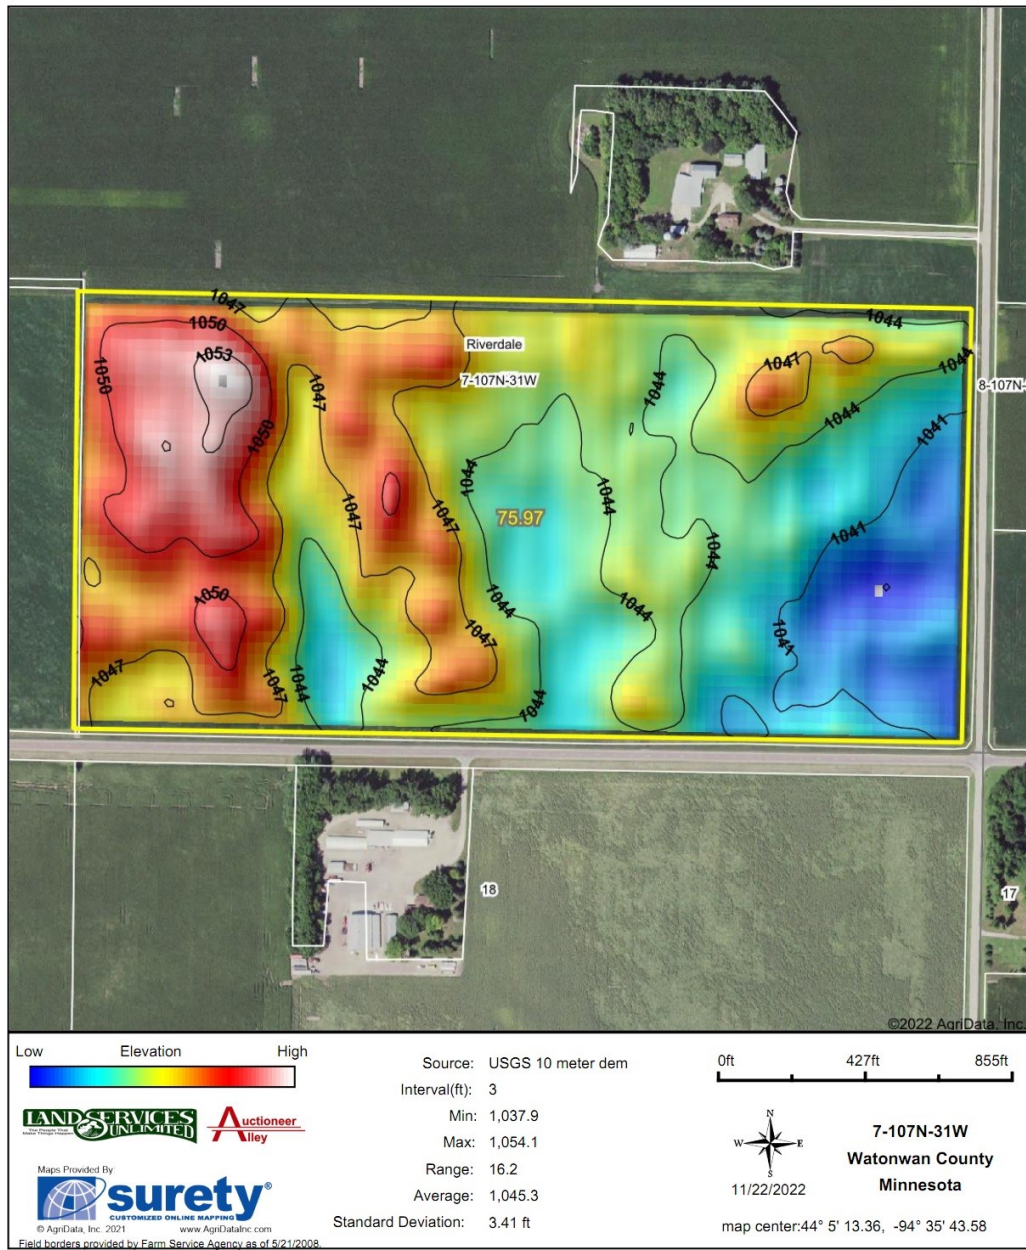 1047
1050
1053
1050
1050
1047
1047
1047
1044
1044
1044
1047
1044
1044
1041
1041
1044
1044
1044
1041
1050
1047
1047
1044
1044
1047
1044
Riverdale
7-107N-31W
8-107N-
75.97
18
17
©2022 AgriData, Inc.
Low Elevation High
LAND SERVICES
UNLIMITED
Auctioneer
Alley
Maps Provided By
surety®
CUSTOMIZED ONLINE MAPPING
© AgriData, Inc. 2021 www.AgriDataInc.com
Field borders provided by Farm Service Agency as of 5/21/2008.
Source: USGS 10 meter dem
Interval(ft): 3
Min: 1,037.9
Max: 1,054.1
Range: 16.2
Average: 1,045.3
Standard Deviation: 3.41 ft
0ft 427ft 855ft
N
W E
S
11/22/2022
7-107N-31W
Watonwan County
Minnesota
map center:44° 5' 13.36, -94° 35' 43.58